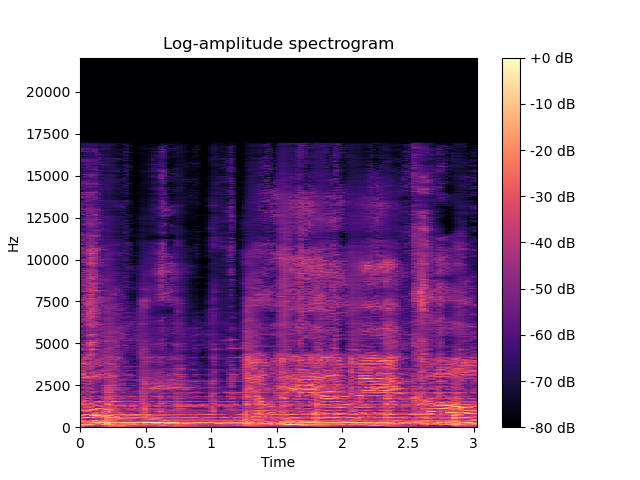 Log-amplitude spectrogram
Hz
20000
17500
15000
12500
10000
7500
5000
2500
0
0 0.5 1 1.5 2 2.5 3
Time
+0 dB
-10 dB
-20 dB
-30 dB
-40 dB
-50 dB
-60 dB
-70 dB
-80 dB